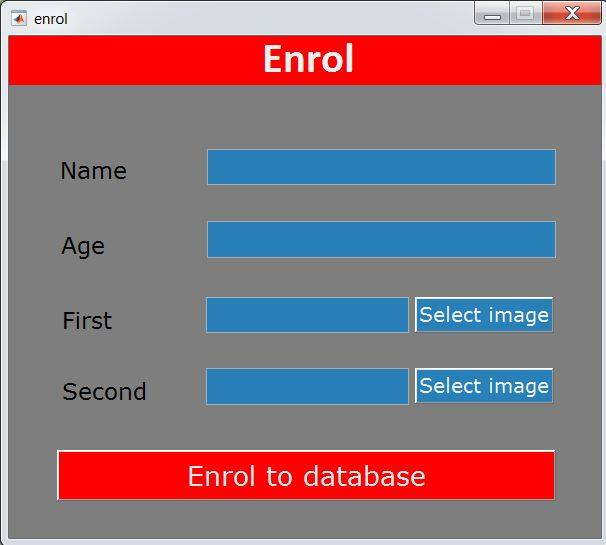 enrol
Enrol
Name
Age
First
Select image
Second
Select image
Enrol to database